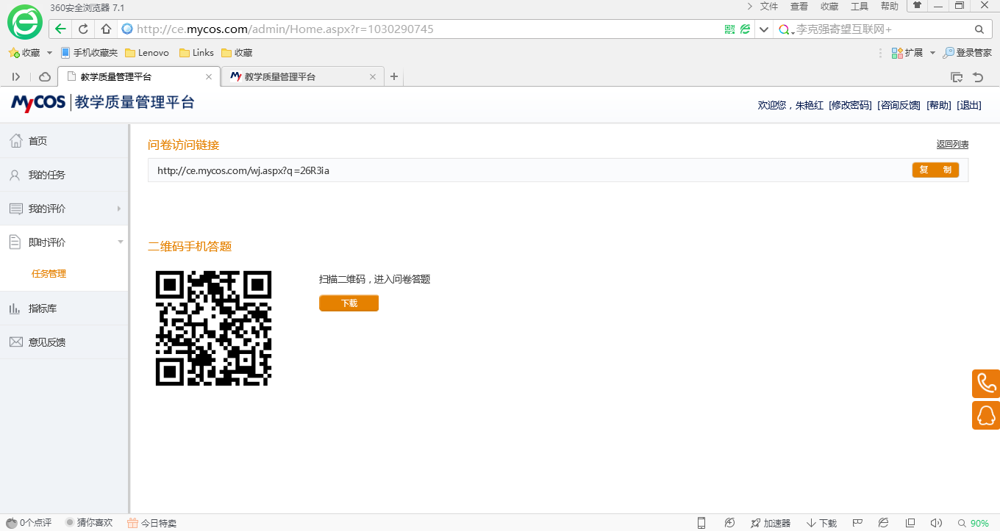 360安全浏览器 7.1
文件 查看 收藏 工具 帮助
http://ce.mycos.com/admin/Home.aspx?r=1030290745
李克强寄望互联网+
收藏 手机收藏夹 Lenovo Links 收藏
扩展 登录管家
教学质量管理平台
My 教学质量管理平台
MyCOS 教学质量管理平台
欢迎您，朱艳红 [修改密码] [咨询反馈] [帮助] [退出]
首页
我的任务
我的评价
即时评价
任务管理
指标库
意见反馈
问卷访问链接
返回列表
http://ce.mycos.com/wj.aspx?q=26R3ia
复 制
二维码手机答题
扫描二维码，进入问卷答题
下载
0个点评 猜你喜欢 今日特卖
加速器 下载 90%